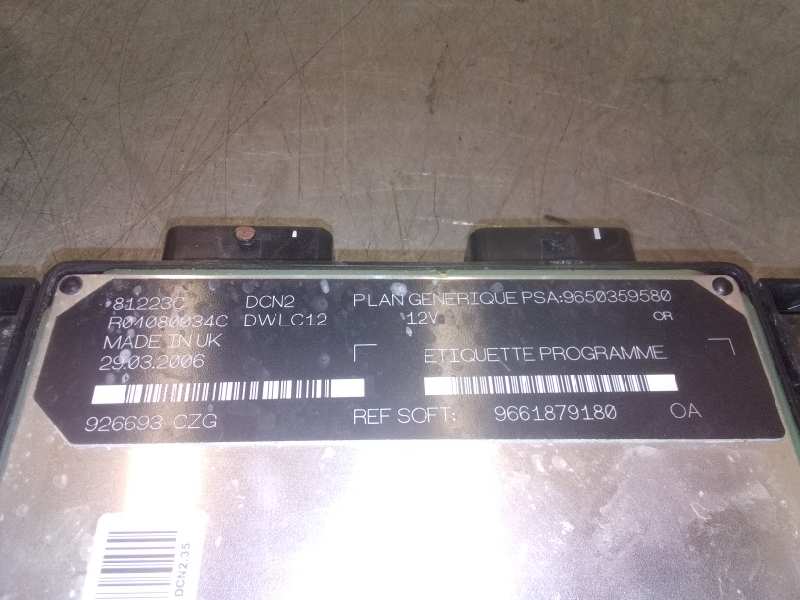 81223C DCN2 PLAN GENERIQUE PSA:9650359580
R04080034C DWLC12 12V OR
MADE IN UK
29.03.2006 ETIQUETTE PROGRAMME
926693 CZG REF SOFT: 9661879180 OA
DCN2.35